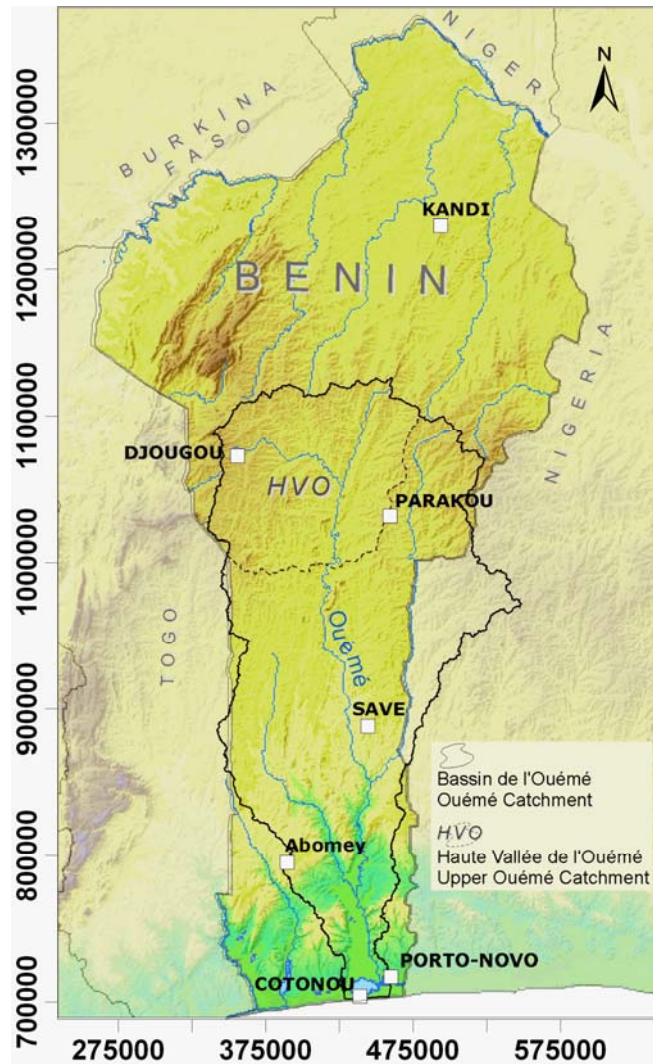 NIGER
BURKINA
FASO
N
1300000
KANDI
1200000
BENIN
NIGERIA
1100000
DJOUGOU
HVO
PARAKOU
1000000
TOGO
Ouémé
900000
SAVE
Bassin de l'Ouémé
Ouémé Catchment
HVO
Haute Vallée de l'Ouémé
Upper Ouémé Catchment
800000
Abomey
PORTO-NOVO
COTONOU
700000
275000
375000
475000
575000